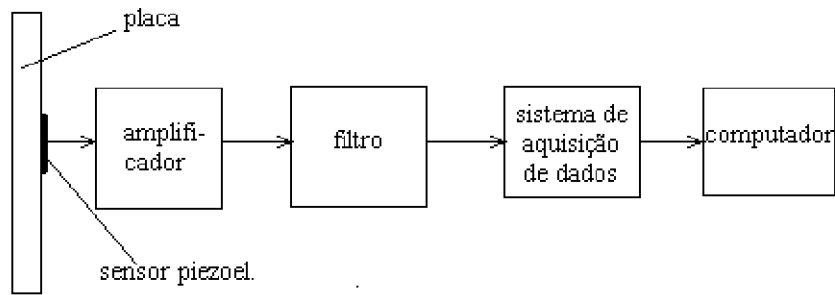 placa
amplifi-
cador
filtro
sistema de
aquisição
de dados
computador
sensor piezoel.